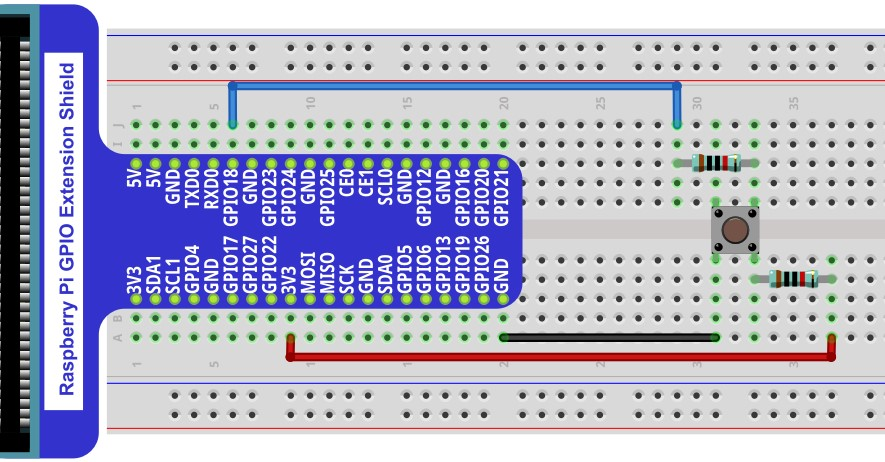 Raspberry PI GPIO Extension Shield
1 5 10 15 20 25 30 35
J
I
5V 5V GND TXD0 RXD0 GPIO18 GND GPIO23 GPIO24 GND GPIO25 CE0 CE1 SCL0 GND GPIO12 GND GPIO16 GPIO20 GPIO21
3V3 SDA1 SCL1 GPIO4 GND GPIO17 GPIO27 GPIO22 3V3 MOSI MISO SCK GND SDA0 GPIO5 GPIO6 GPIO13 GPIO19 GPIO26 GND
B
A
1 5